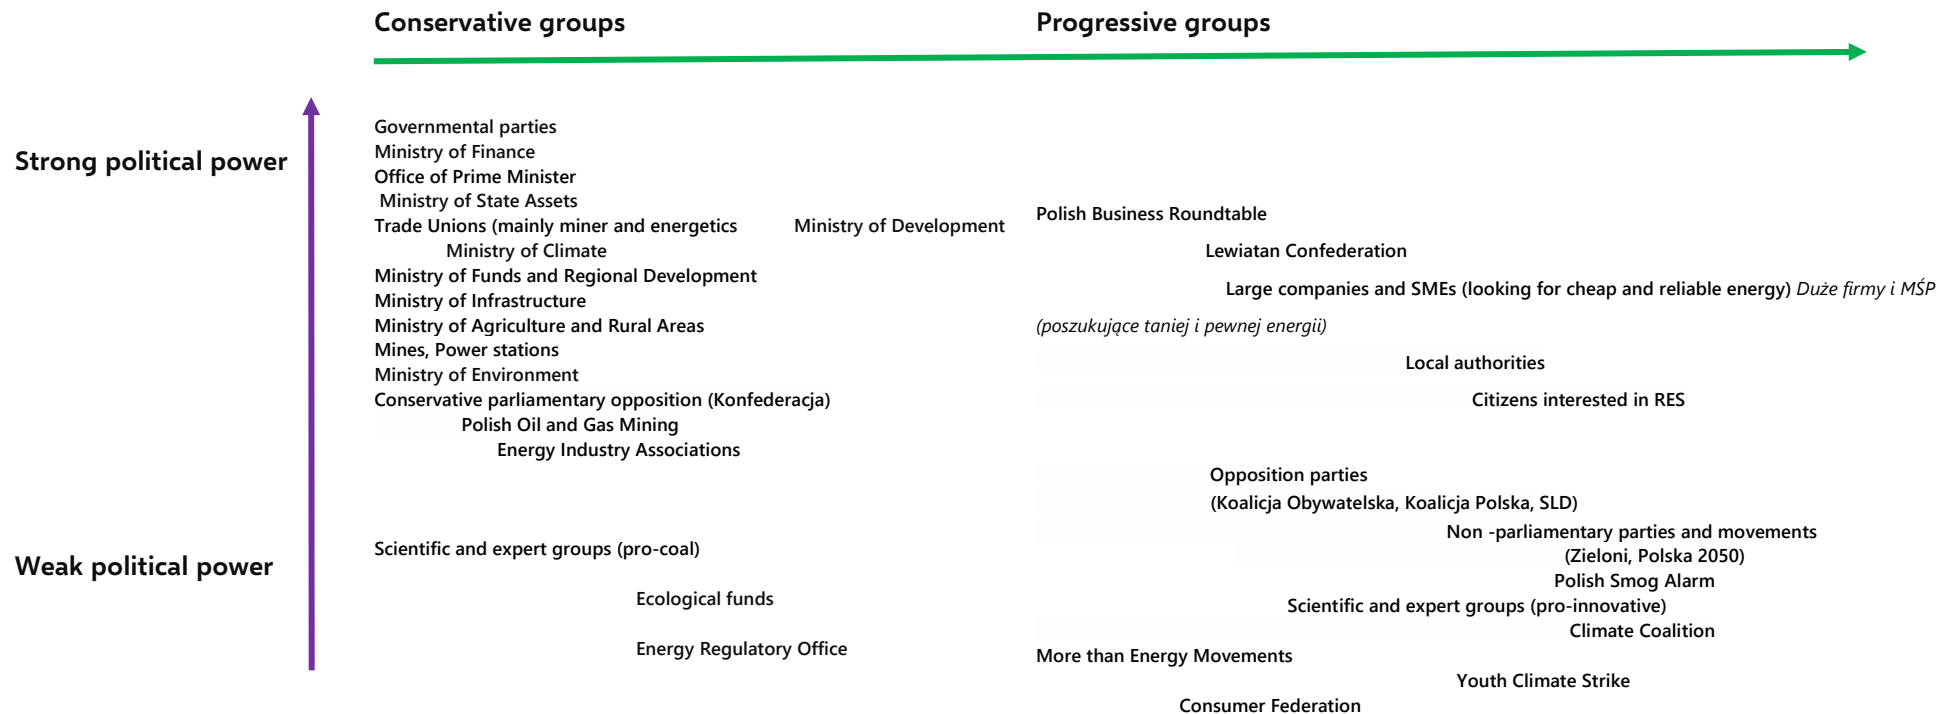 Conservative groups
Progressive groups
Strong political power
Weak political power
Governmental parties
Ministry of Finance
Office of Prime Minister
Ministry of State Assets
Trade Unions (mainly miner and energetics
Ministry of Development
Ministry of Climate
Ministry of Funds and Regional Development
Ministry of Infrastructure
Ministry of Agriculture and Rural Areas
Mines, Power stations
Ministry of Environment
Conservative parliamentary opposition (Konfederacja)
Polish Oil and Gas Mining
Energy Industry Associations
Scientific and expert groups (pro-coal)
Ecological funds
Energy Regulatory Office
Polish Business Roundtable
Lewiatan Confederation
Large companies and SMEs (looking for cheap and reliable energy) Duże firmy i MŚP
(poszukujące taniej i pewnej energii)
Local authorities
Citizens interested in RES
Opposition parties
(Koalicja Obywatelska, Koalicja Polska, SLD)
Non -parliamentary parties and movements
(Zieloni, Polska 2050)
Polish Smog Alarm
Scientific and expert groups (pro-innovative)
Climate Coalition
More than Energy Movements
Youth Climate Strike
Consumer Federation